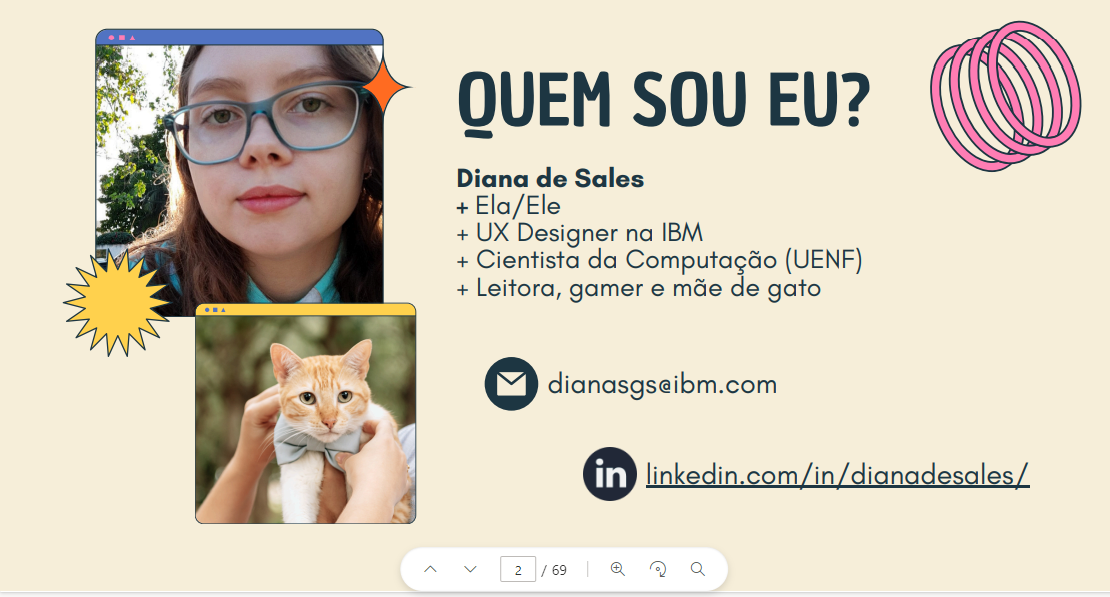 QUEM SOU EU?
Diana de Sales
+ Ela/Ele
+ UX Designer na IBM
+ Cientista da Computação (UENF)
+ Leitora, gamer e mãe de gato
dianasgs@ibm.com
in linkedin.com/in/dianadesales/
2 / 69